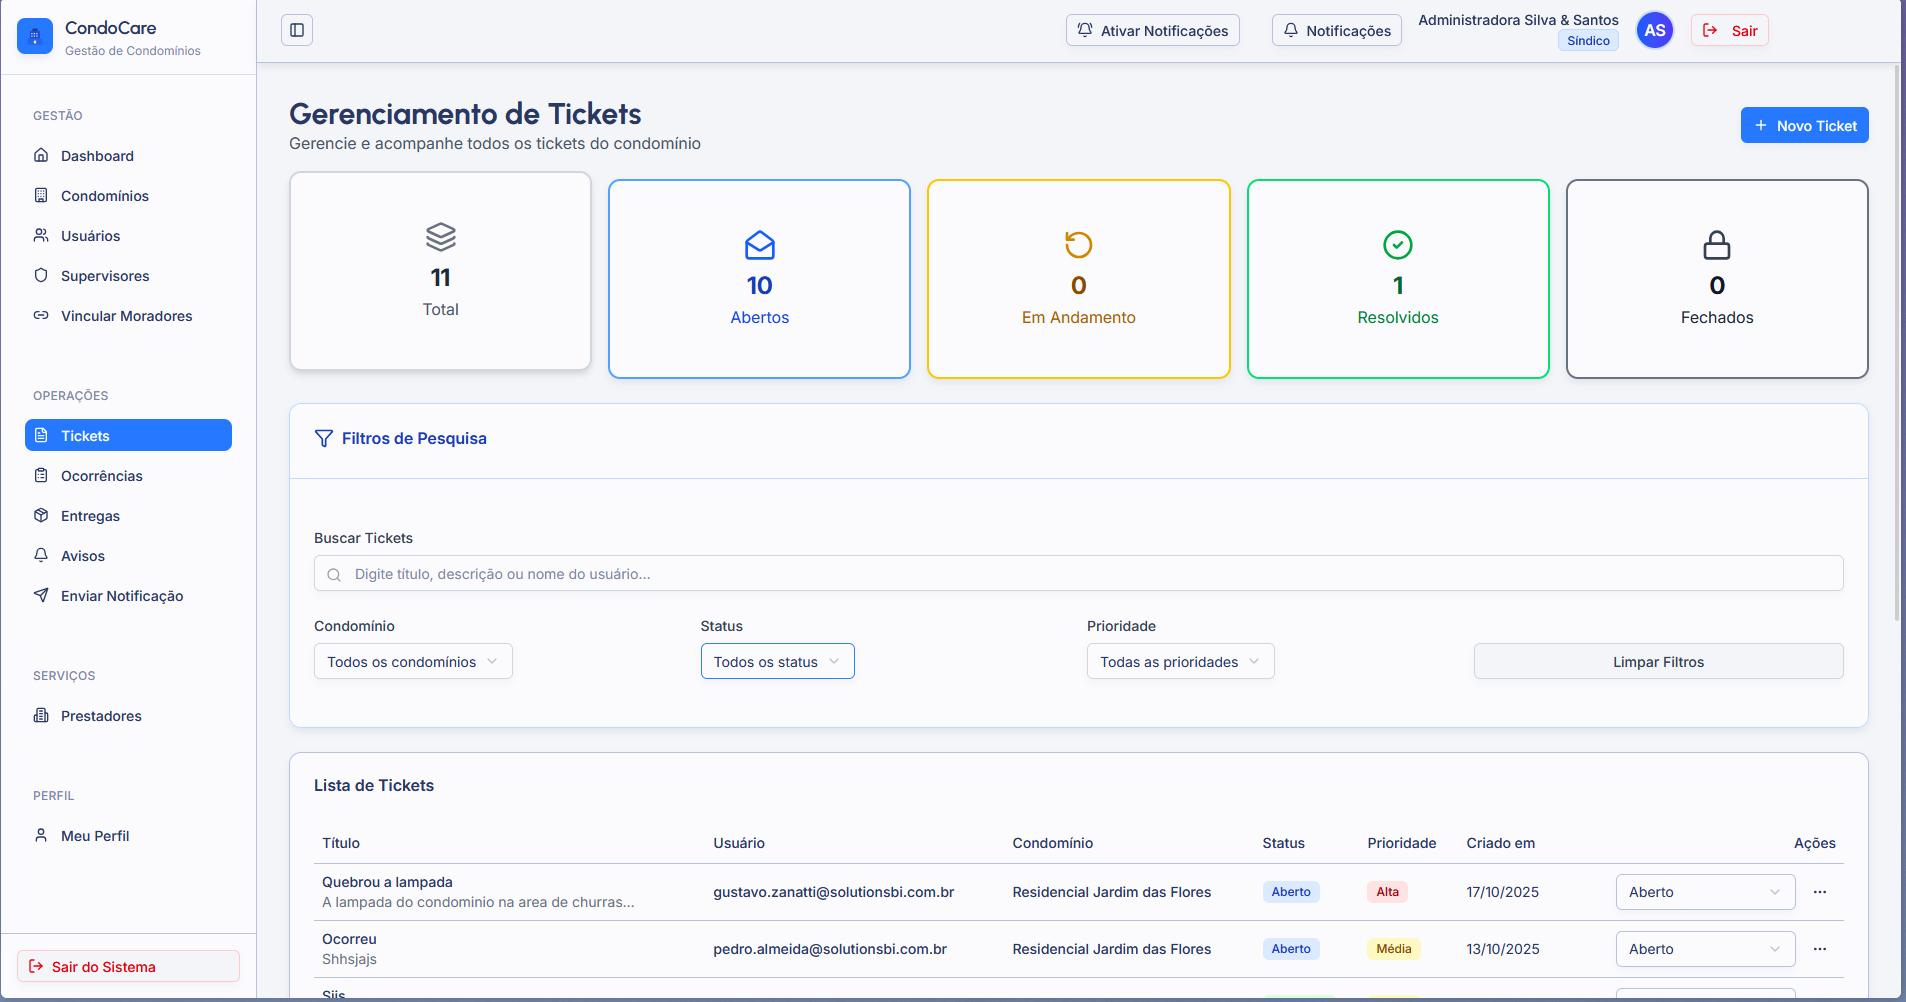 CondoCare
Gestão de Condomínios
GESTÃO
Dashboard
Condomínios
Usuários
Supervisores
Vincular Moradores
OPERAÇÕES
Tickets
Ocorrências
Entregas
Avisos
Enviar Notificação
SERVIÇOS
Prestadores
PERFIL
Meu Perfil
Sair do Sistema
Ativar Notificações
Notificações
Administradora Silva & Santos
Síndico
AS
Sair
Gerenciamento de Tickets
Gerencie e acompanhe todos os tickets do condomínio
Novo Ticket
11
Total
10
Abertos
0
Em Andamento
1
Resolvidos
0
Fechados
Filtros de Pesquisa
Buscar Tickets
Digite título, descrição ou nome do usuário...
Condomínio
Todos os condomínios
Status
Todos os status
Prioridade
Todas as prioridades
Limpar Filtros
Lista de Tickets
Título Usuário Condomínio Status Prioridade Criado em Ações
Quebrou a lampada
A lampada do condominio na area de churras...
gustavo.zanatti@solutionsbi.com.br Residencial Jardim das Flores Aberto Alta 17/10/2025 Aberto
Ocorreu
Shhsjajs
pedro.almeida@solutionsbi.com.br Residencial Jardim das Flores Aberto Média 13/10/2025 Aberto